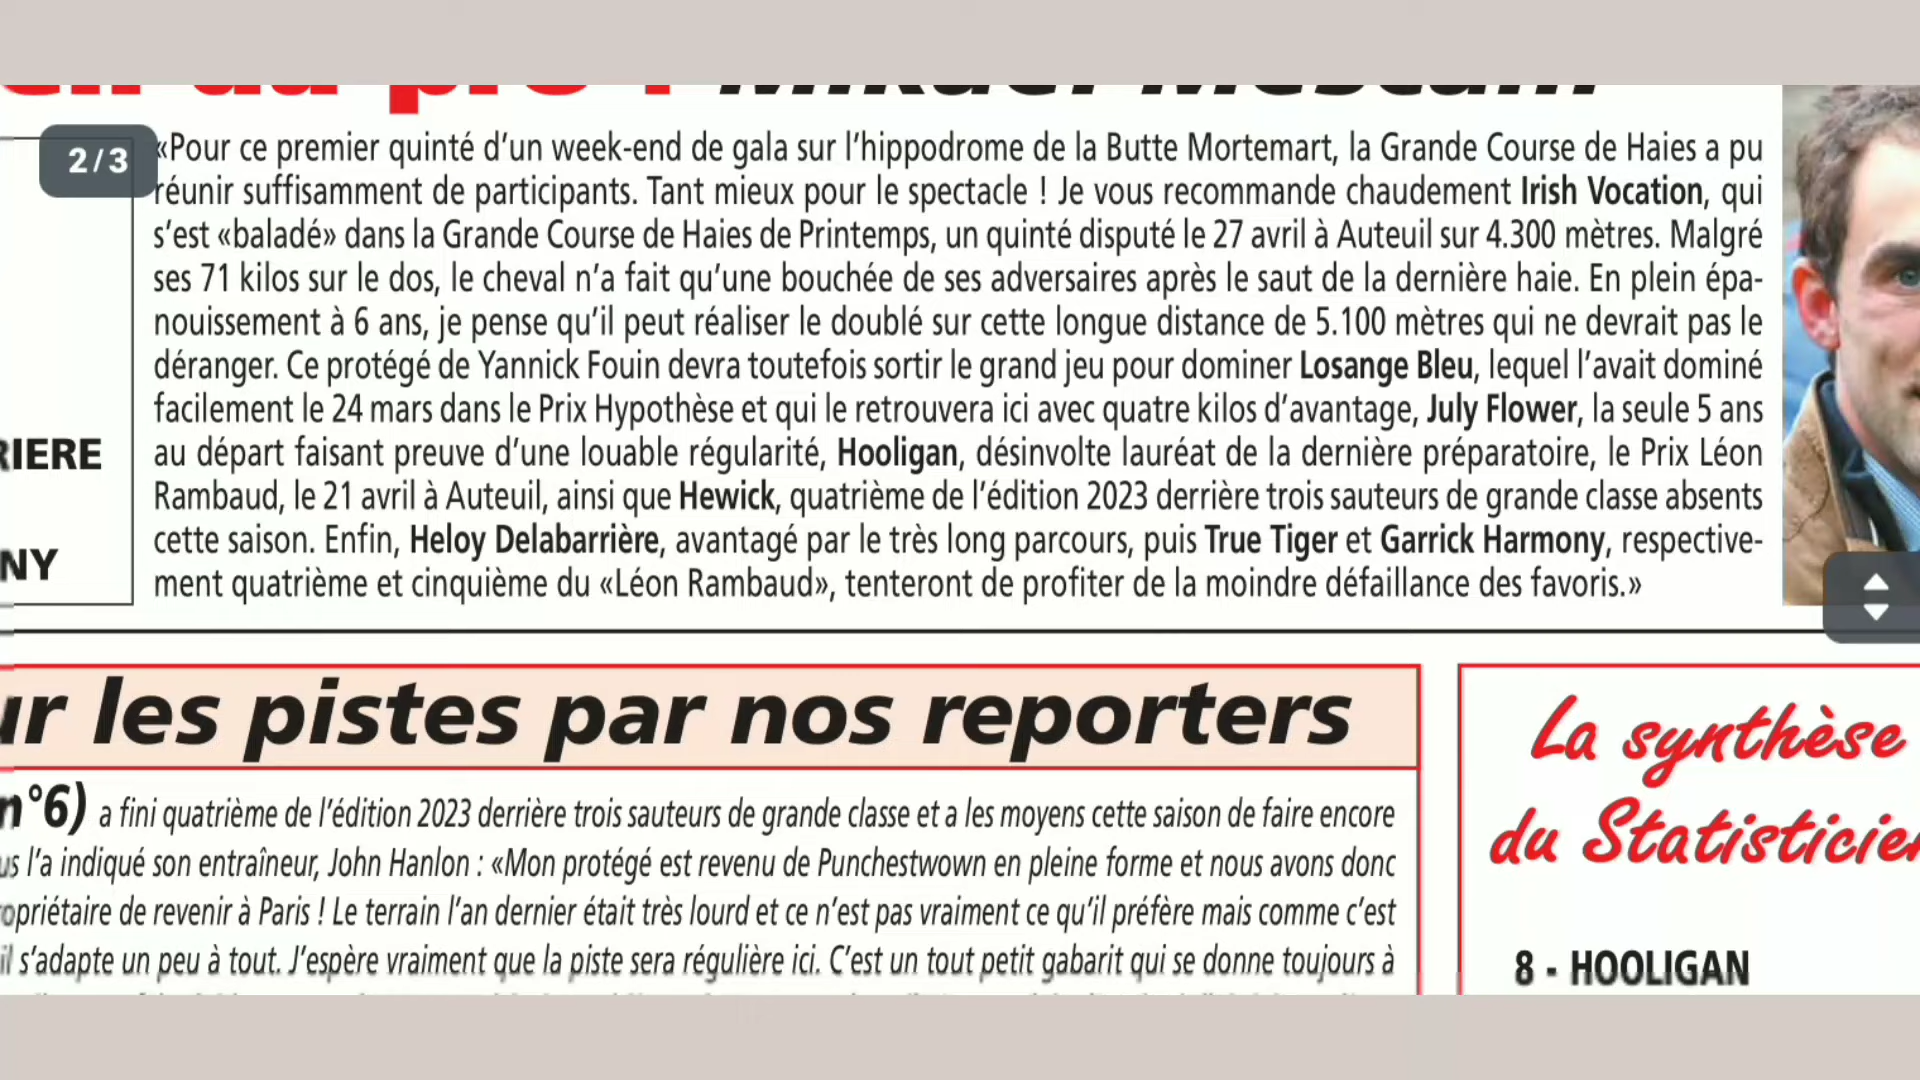 2/3
«Pour ce premier quinté d'un week-end de gala sur l'hippodrome de la Butte Mortemart, la Grande Course de Haies a pu
réunir suffisamment de participants. Tant mieux pour le spectacle ! Je vous recommande chaudement Irish Vocation, qui
s'est «baladé» dans la Grande Course de Haies de Printemps, un quinté disputé le 27 avril à Auteuil sur 4.300 mètres. Malgré
ses 71 kilos sur le dos, le cheval n'a fait qu'une bouchée de ses adversaires après le saut de la dernière haie. En plein épa-
nouissement à 6 ans, je pense qu'il peut réaliser le doublé sur cette longue distance de 5.100 mètres qui ne devrait pas le
déranger. Ce protégé de Yannick Fouin devra toutefois sortir le grand jeu pour dominer Losange Bleu, lequel l'avait dominé
facilement le 24 mars dans le Prix Hypothèse et qui le retrouvera ici avec quatre kilos d'avantage, July Flower, la seule 5 ans
au départ faisant preuve d'une louable régularité, Hooligan, désinvolte lauréat de la dernière préparatoire, le Prix Léon
Rambaud, le 21 avril à Auteuil, ainsi que Hewick, quatrième de l'édition 2023 derrière trois sauteurs de grande classe absents
cette saison. Enfin, Heloy Delabarrière, avantagé par le très long parcours, puis True Tiger et Garrick Harmony, respective-
ment quatrième et cinquième du «Léon Rambaud», tenteront de profiter de la moindre défaillance des favoris.»
RIERE
NY
ur les pistes par nos reporters
n°6) a fini quatrième de l'édition 2023 derrière trois sauteurs de grande classe et a les moyens cette saison de faire encore
us l'a indiqué son entraîneur, John Hanlon : «Mon protégé est revenu de Punchestwown en pleine forme et nous avons donc
opriétaire de revenir à Paris ! Le terrain l'an dernier était très lourd et ce n'est pas vraiment ce qu'il préfère mais comme c'est
il s'adapte un peu à tout. J'espère vraiment que la piste sera régulière ici. C'est un tout petit gabarit qui se donne toujours à
La synthèse
du Statisticien
8 - HOOLIGAN